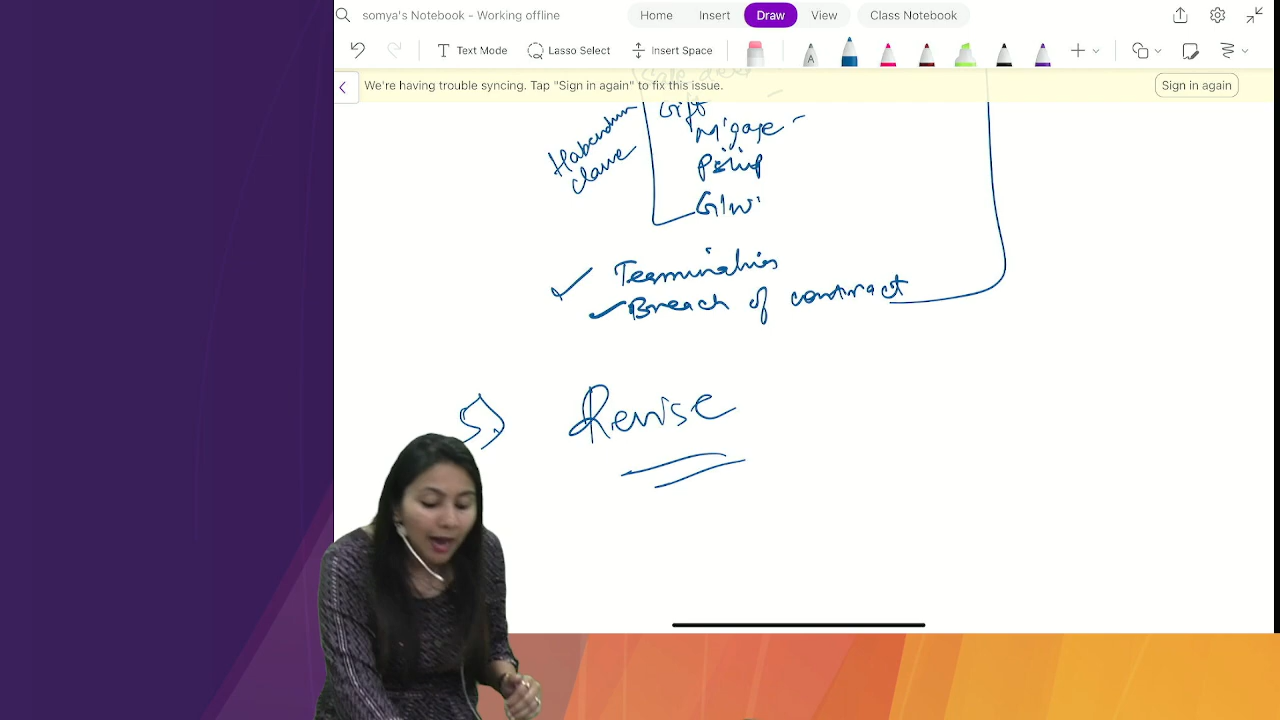 somya's Notebook - Working offline
Home Insert Draw View Class Notebook
Text Mode Lasso Select Insert Space
We're having trouble syncing. Tap "Sign in again" to fix this issue. Sign in again
Gift
Habendum
clause
Termination
Breach of contract
5)
Revise